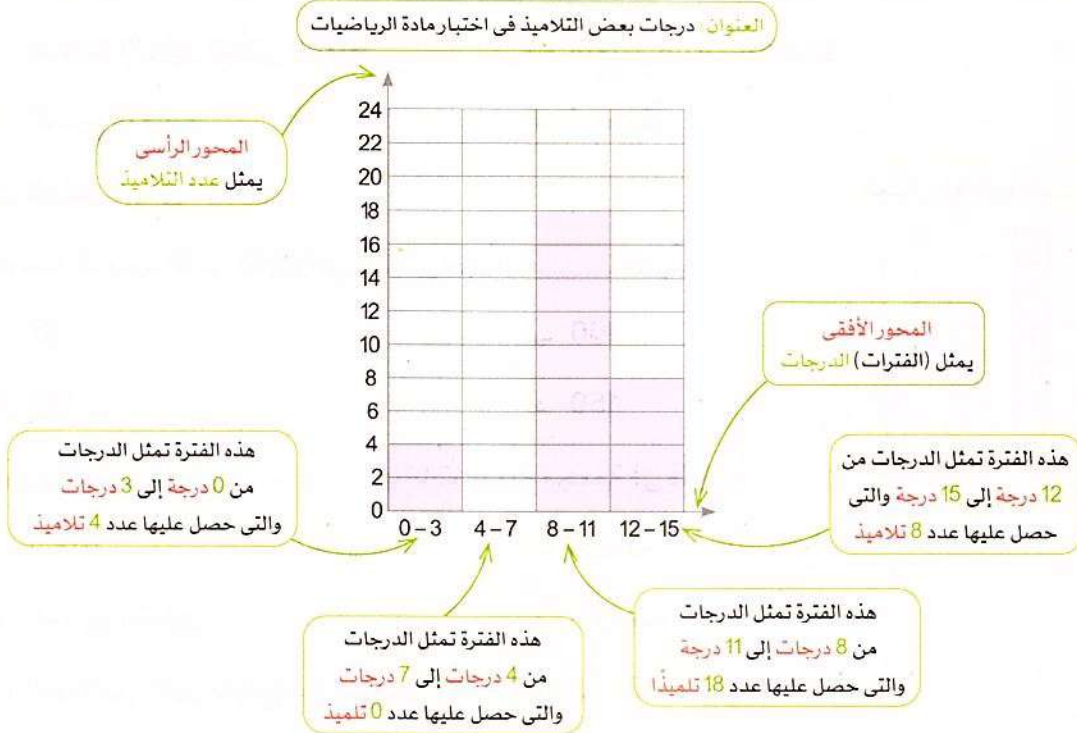 العنوان: درجات بعض التلاميذ فى اختبار مادة الرياضيات
المحور الرأسى
يمثل عدد التلاميذ
24
22
20
18
16
14
12
10
8
6
4
2
0
0 – 3
4 – 7
8 – 11
12 – 15
المحور الأفقى
يمثل (الفترات) الدرجات
هذه الفترة تمثل الدرجات
من 0 درجة إلى 3 درجات
والتى حصل عليها عدد 4 تلاميذ
هذه الفترة تمثل الدرجات
من 4 درجات إلى 7 درجات
والتى حصل عليها عدد 0 تلميذ
هذه الفترة تمثل الدرجات
من 8 درجات إلى 11 درجة
والتى حصل عليها عدد 18 تلميذًا
هذه الفترة تمثل الدرجات من
12 درجة إلى 15 درجة والتى
حصل عليها عدد 8 تلاميذ